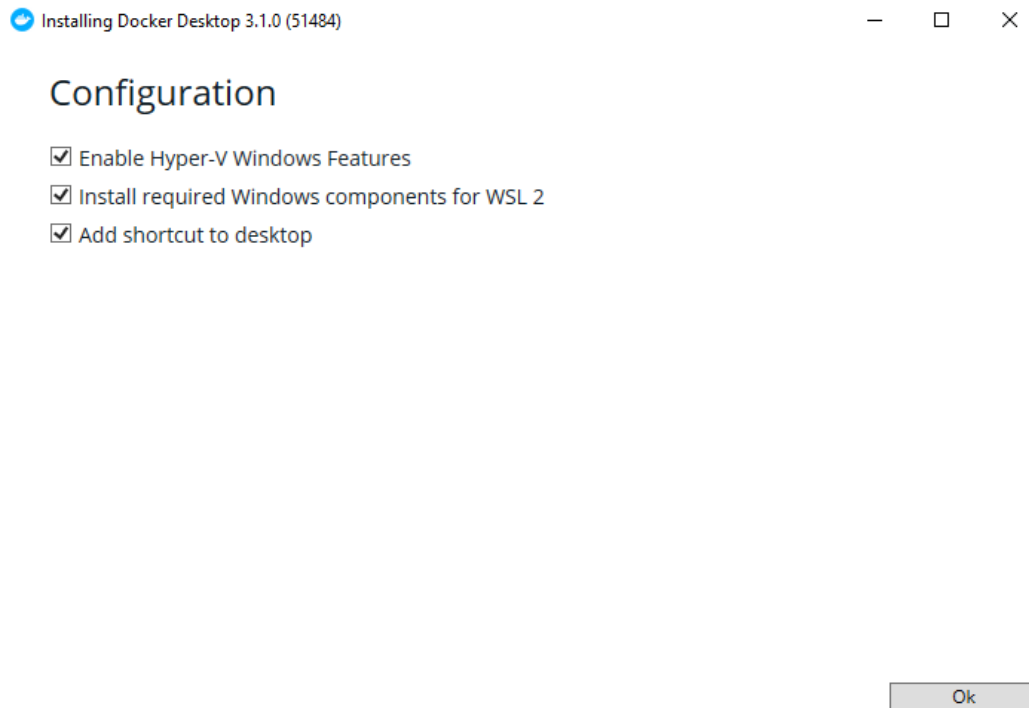 Installing Docker Desktop 3.1.0 (51484)
Configuration
Enable Hyper-V Windows Features
Install required Windows components for WSL 2
Add shortcut to desktop
Ok